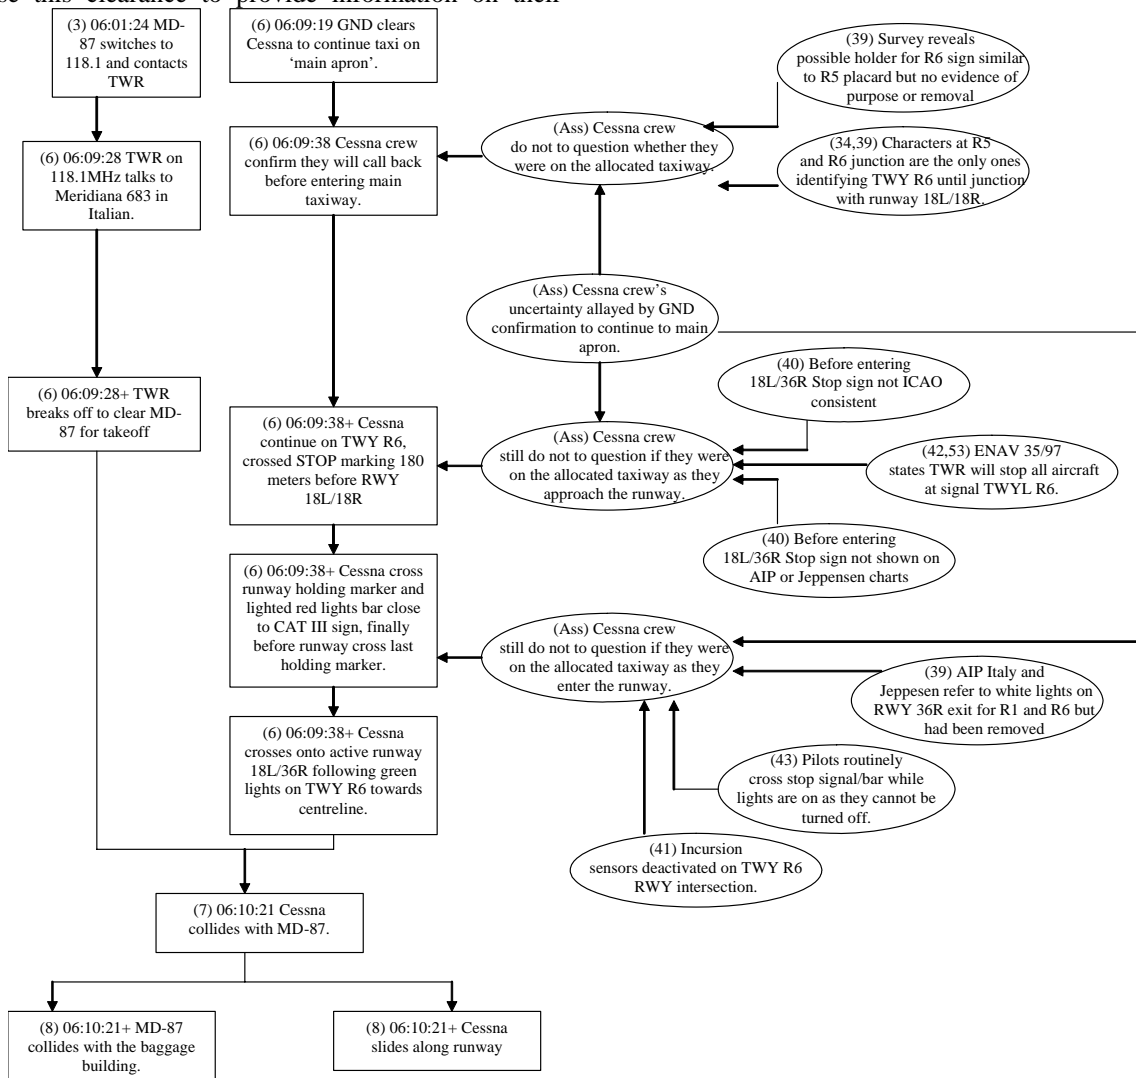 se this clearance to provide information on their
(3) 06:01:24 MD-
87 switches to
118.1 and contacts
TWR
(6) 06:09:19 GND clears
Cessna to continue taxi on
‘main apron’.
(39) Survey reveals
possible holder for R6 sign similar
to R5 placard but no evidence of
purpose or removal
(6) 06:09:28 TWR on
118.1MHz talks to
Meridiana 683 in
Italian.
(6) 06:09:38 Cessna crew
confirm they will call back
before entering main
taxiway.
(Ass) Cessna crew
do not to question whether they
were on the allocated taxiway.
(34,39) Characters at R5
and R6 junction are the only ones
identifying TWY R6 until junction
with runway 18L/18R.
(Ass) Cessna crew’s
uncertainty allayed by GND
confirmation to continue to main
apron.
(6) 06:09:28+ TWR
breaks off to clear MD-
87 for takeoff
(6) 06:09:38+ Cessna
continue on TWY R6,
crossed STOP marking 180
meters before RWY
18L/18R
(Ass) Cessna crew
still do not to question if they were
on the allocated taxiway as they
approach the runway.
(40) Before entering
18L/36R Stop sign not ICAO
consistent
(42,53) ENAV 35/97
states TWR will stop all aircraft
at signal TWYL R6.
(40) Before entering
18L/36R Stop sign not shown on
AIP or Jeppensen charts
(6) 06:09:38+ Cessna cross
runway holding marker and
lighted red lights bar close
to CAT III sign, finally
before runway cross last
holding marker.
(Ass) Cessna crew
still do not to question if they were
on the allocated taxiway as they
enter the runway.
(39) AIP Italy and
Jeppesen refer to white lights on
RWY 36R exit for R1 and R6 but
had been removed
(6) 06:09:38+ Cessna
crosses onto active runway
18L/36R following green
lights on TWY R6 towards
centreline.
(43) Pilots routinely
cross stop signal/bar while
lights are on as they cannot be
turned off.
(41) Incursion
sensors deactivated on TWY R6
RWY intersection.
(7) 06:10:21 Cessna
collides with MD-87.
(8) 06:10:21+ MD-87
collides with the baggage
building.
(8) 06:10:21+ Cessna
slides along runway